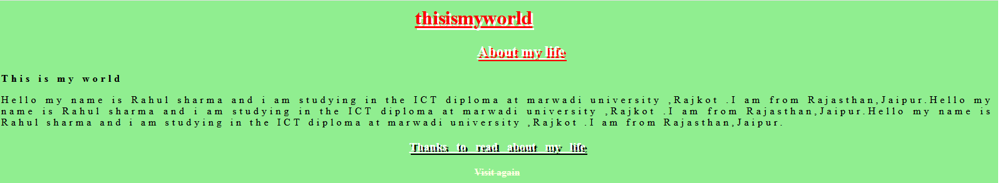 thisismyworld
About my life
This is my world
Hello my name is Rahul sharma and i am studying in the ICT diploma at marwadi university ,Rajkot .I am from Rajasthan,Jaipur.Hello my
name is Rahul sharma and i am studying in the ICT diploma at marwadi university ,Rajkot .I am from Rajasthan,Jaipur.Hello my name is
Rahul sharma and i am studying in the ICT diploma at marwadi university ,Rajkot .I am from Rajasthan,Jaipur.
Thanks to read about my life
Visit again